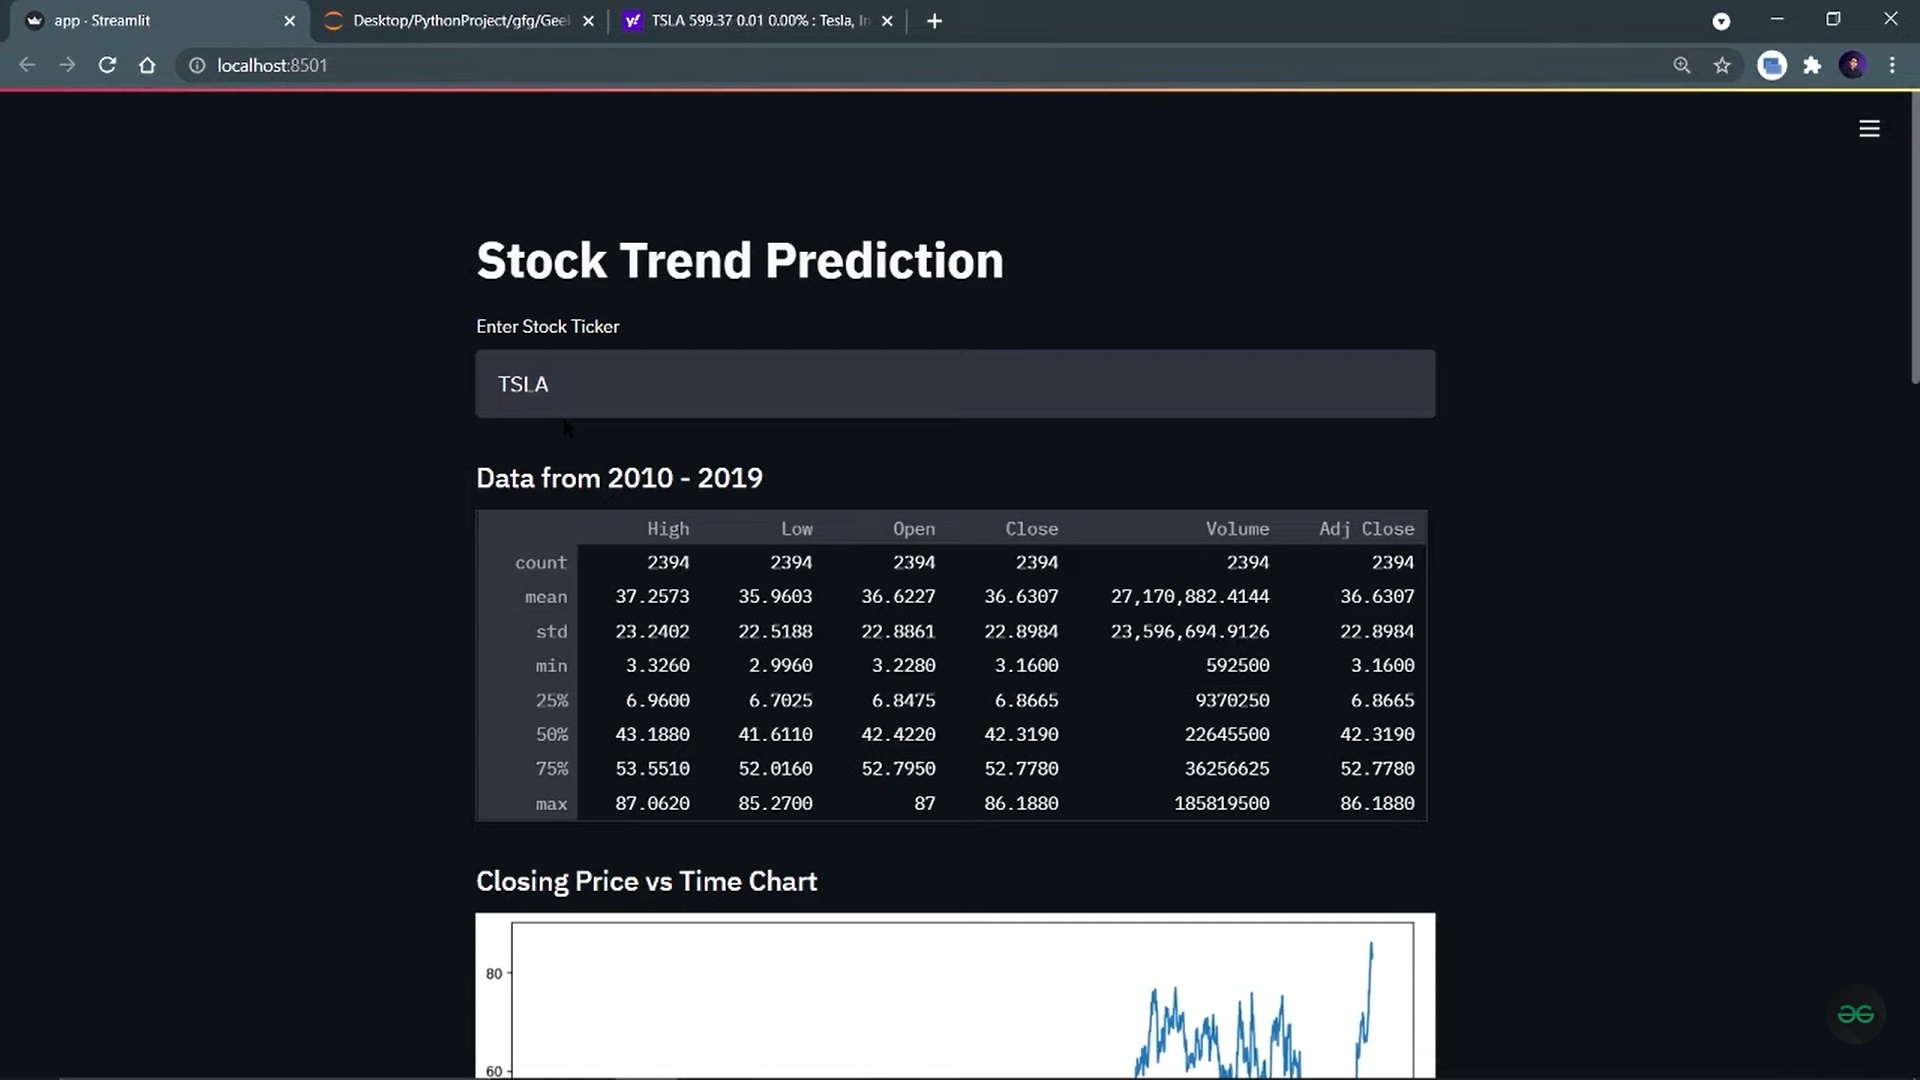 app · Streamlit
Desktop/PythonProject/gfg/Geek
TSLA 599.37 0.01 0.00% : Tesla, In
localhost:8501
Stock Trend Prediction
Enter Stock Ticker
TSLA
Data from 2010 - 2019
High Low Open Close Volume Adj Close
count 2394 2394 2394 2394 2394 2394
mean 37.2573 35.9603 36.6227 36.6307 27,170,882.4144 36.6307
std 23.2402 22.5188 22.8861 22.8984 23,596,694.9126 22.8984
min 3.3260 2.9960 3.2280 3.1600 592500 3.1600
25% 6.9600 6.7025 6.8475 6.8665 9370250 6.8665
50% 43.1880 41.6110 42.4220 42.3190 22645500 42.3190
75% 53.5510 52.0160 52.7950 52.7780 36256625 52.7780
max 87.0620 85.2700 87 86.1880 185819500 86.1880
Closing Price vs Time Chart
80
60